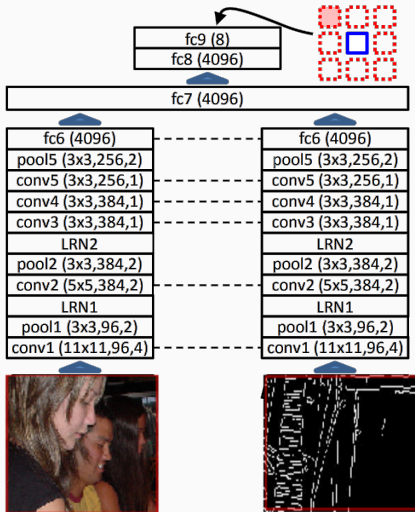 fc9 (8)
fc8 (4096)
fc7 (4096)
fc6 (4096)
pool5 (3x3,256,2)
conv5 (3x3,256,1)
conv4 (3x3,384,1)
conv3 (3x3,384,1)
LRN2
pool2 (3x3,384,2)
conv2 (5x5,384,2)
LRN1
pool1 (3x3,96,2)
conv1 (11x11,96,4)
fc6 (4096)
pool5 (3x3,256,2)
conv5 (3x3,256,1)
conv4 (3x3,384,1)
conv3 (3x3,384,1)
LRN2
pool2 (3x3,384,2)
conv2 (5x5,384,2)
LRN1
pool1 (3x3,96,2)
conv1 (11x11,96,4)